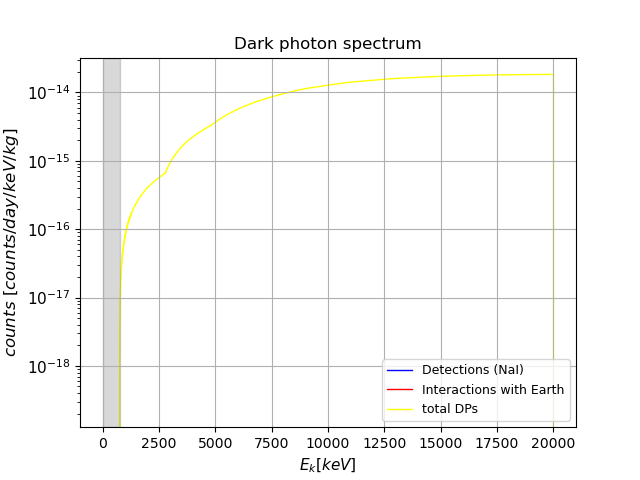 Dark photon spectrum
counts [counts/day/keV/kg]
10⁻¹⁴
10⁻¹⁵
10⁻¹⁶
10⁻¹⁷
10⁻¹⁸
Detections (NaI)
Interactions with Earth
total DPs
0 2500 5000 7500 10000 12500 15000 17500 20000
Eₖ[keV]